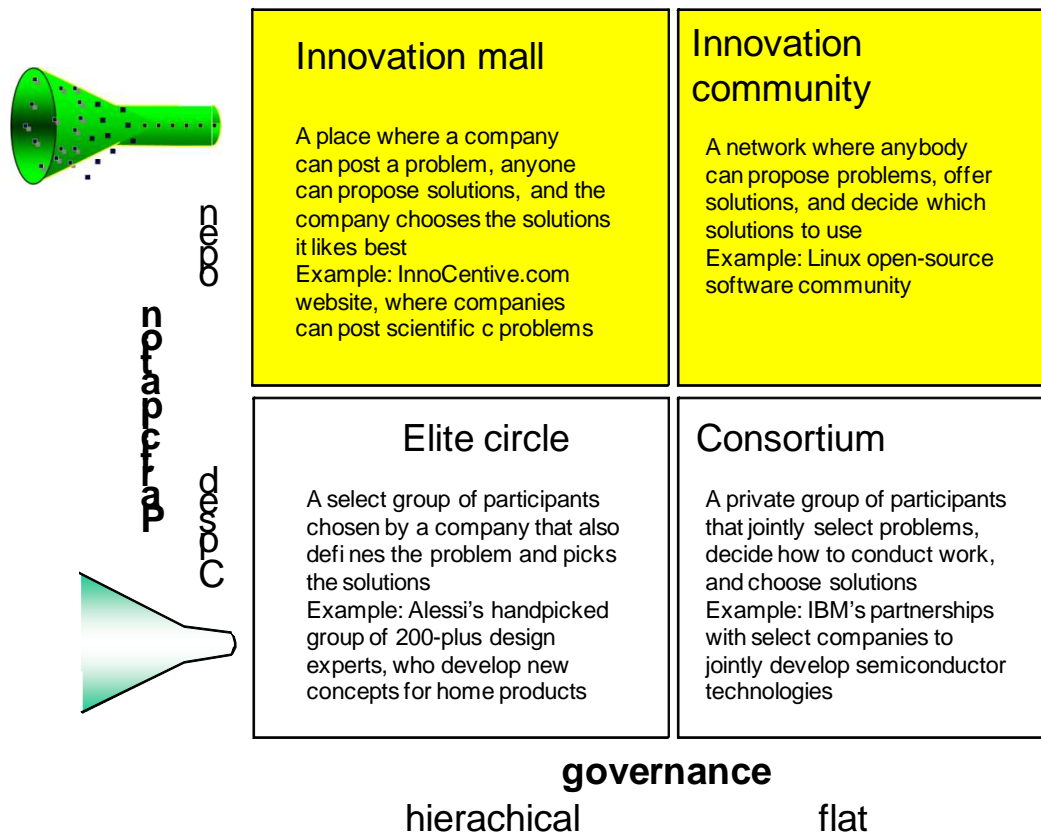 Innovation mall
A place where a company
can post a problem, anyone
can propose solutions, and the
company chooses the solutions
it likes best
Example: InnoCentive.com
website, where companies
can post scientific c problems
Innovation
community
A network where anybody
can propose problems, offer
solutions, and decide which
solutions to use
Example: Linux open-source
software community
open
Participation
Closed
Elite circle
A select group of participants
chosen by a company that also
defi nes the problem and picks
the solutions
Example: Alessi's handpicked
group of 200-plus design
experts, who develop new
concepts for home products
Consortium
A private group of participants
that jointly select problems,
decide how to conduct work,
and choose solutions
Example: IBM's partnerships
with select companies to
jointly develop semiconductor
technologies
governance
hierachical flat